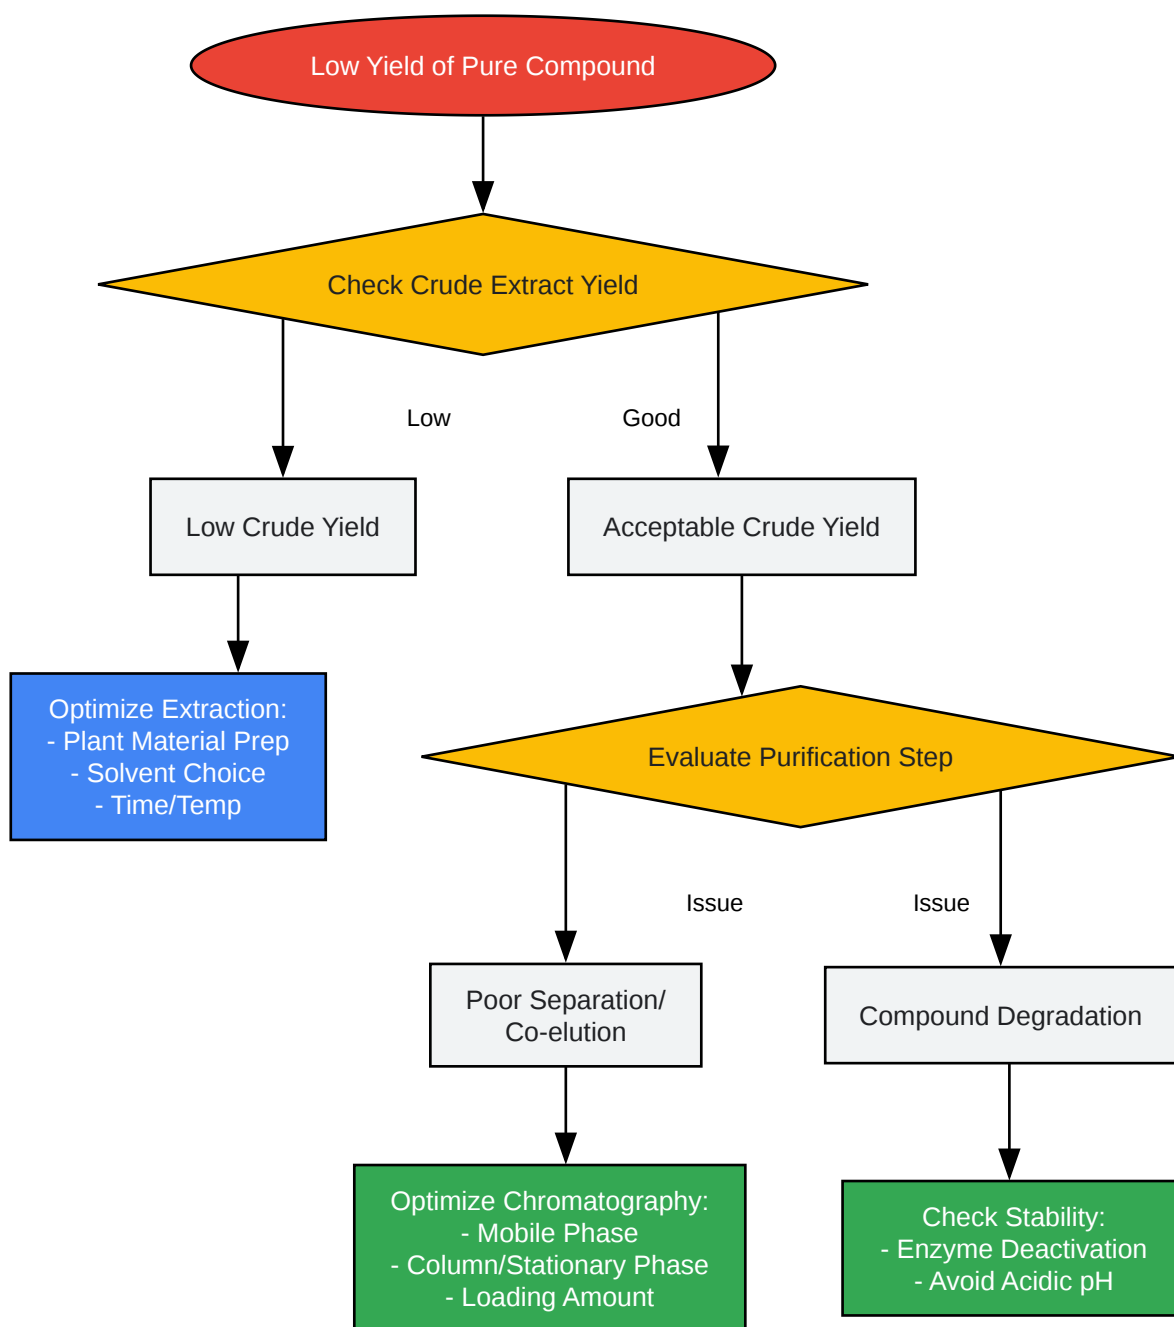 Low Yield of Pure Compound
Check Crude Extract Yield
Low
Good
Low Crude Yield
Acceptable Crude Yield
Optimize Extraction:
- Plant Material Prep
- Solvent Choice
- Time/Temp
Evaluate Purification Step
Issue
Issue
Poor Separation/
Co-elution
Compound Degradation
Optimize Chromatography:
- Mobile Phase
- Column/Stationary Phase
- Loading Amount
Check Stability:
- Enzyme Deactivation
- Avoid Acidic pH